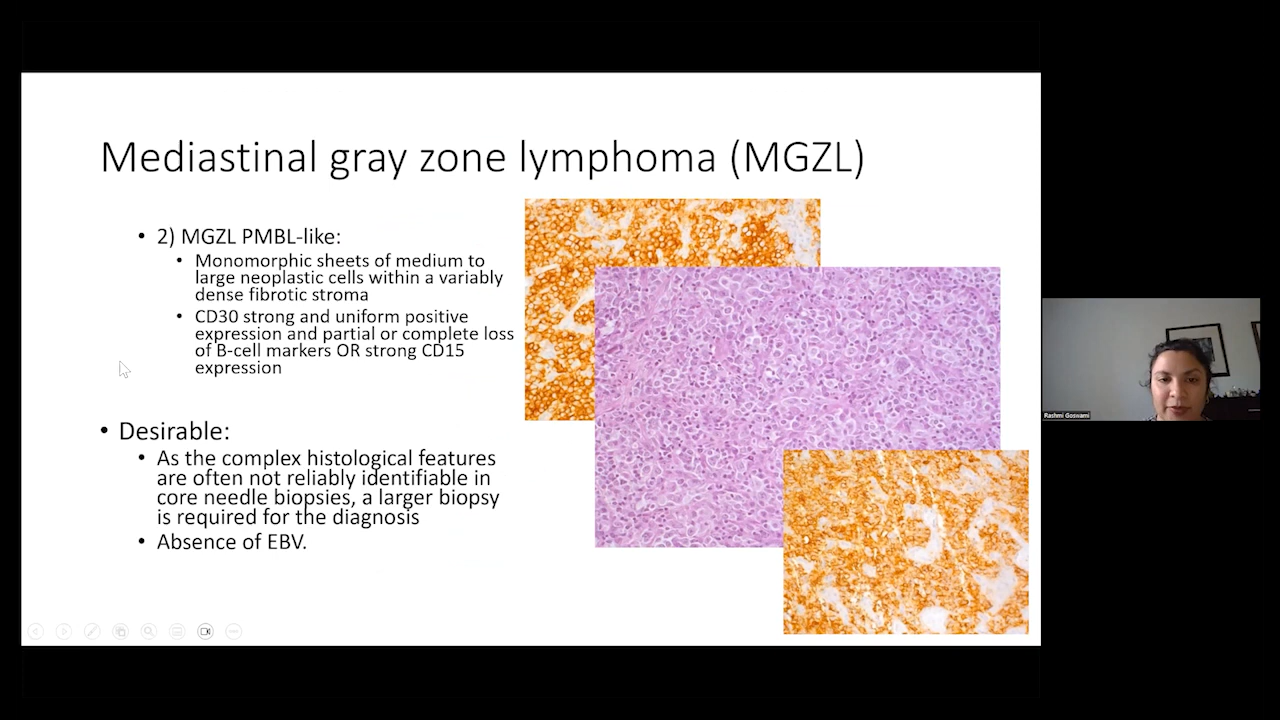 Mediastinal gray zone lymphoma (MGZL)
• 2) MGZL PMBL-like:
• Monomorphic sheets of medium to
large neoplastic cells within a variably
dense fibrotic stroma
• CD30 strong and uniform positive
expression and partial or complete loss
of B-cell markers OR strong CD15
expression
• Desirable:
• As the complex histological features
are often not reliably identifiable in
core needle biopsies, a larger biopsy
is required for the diagnosis
• Absence of EBV.
Rashmi Goswami